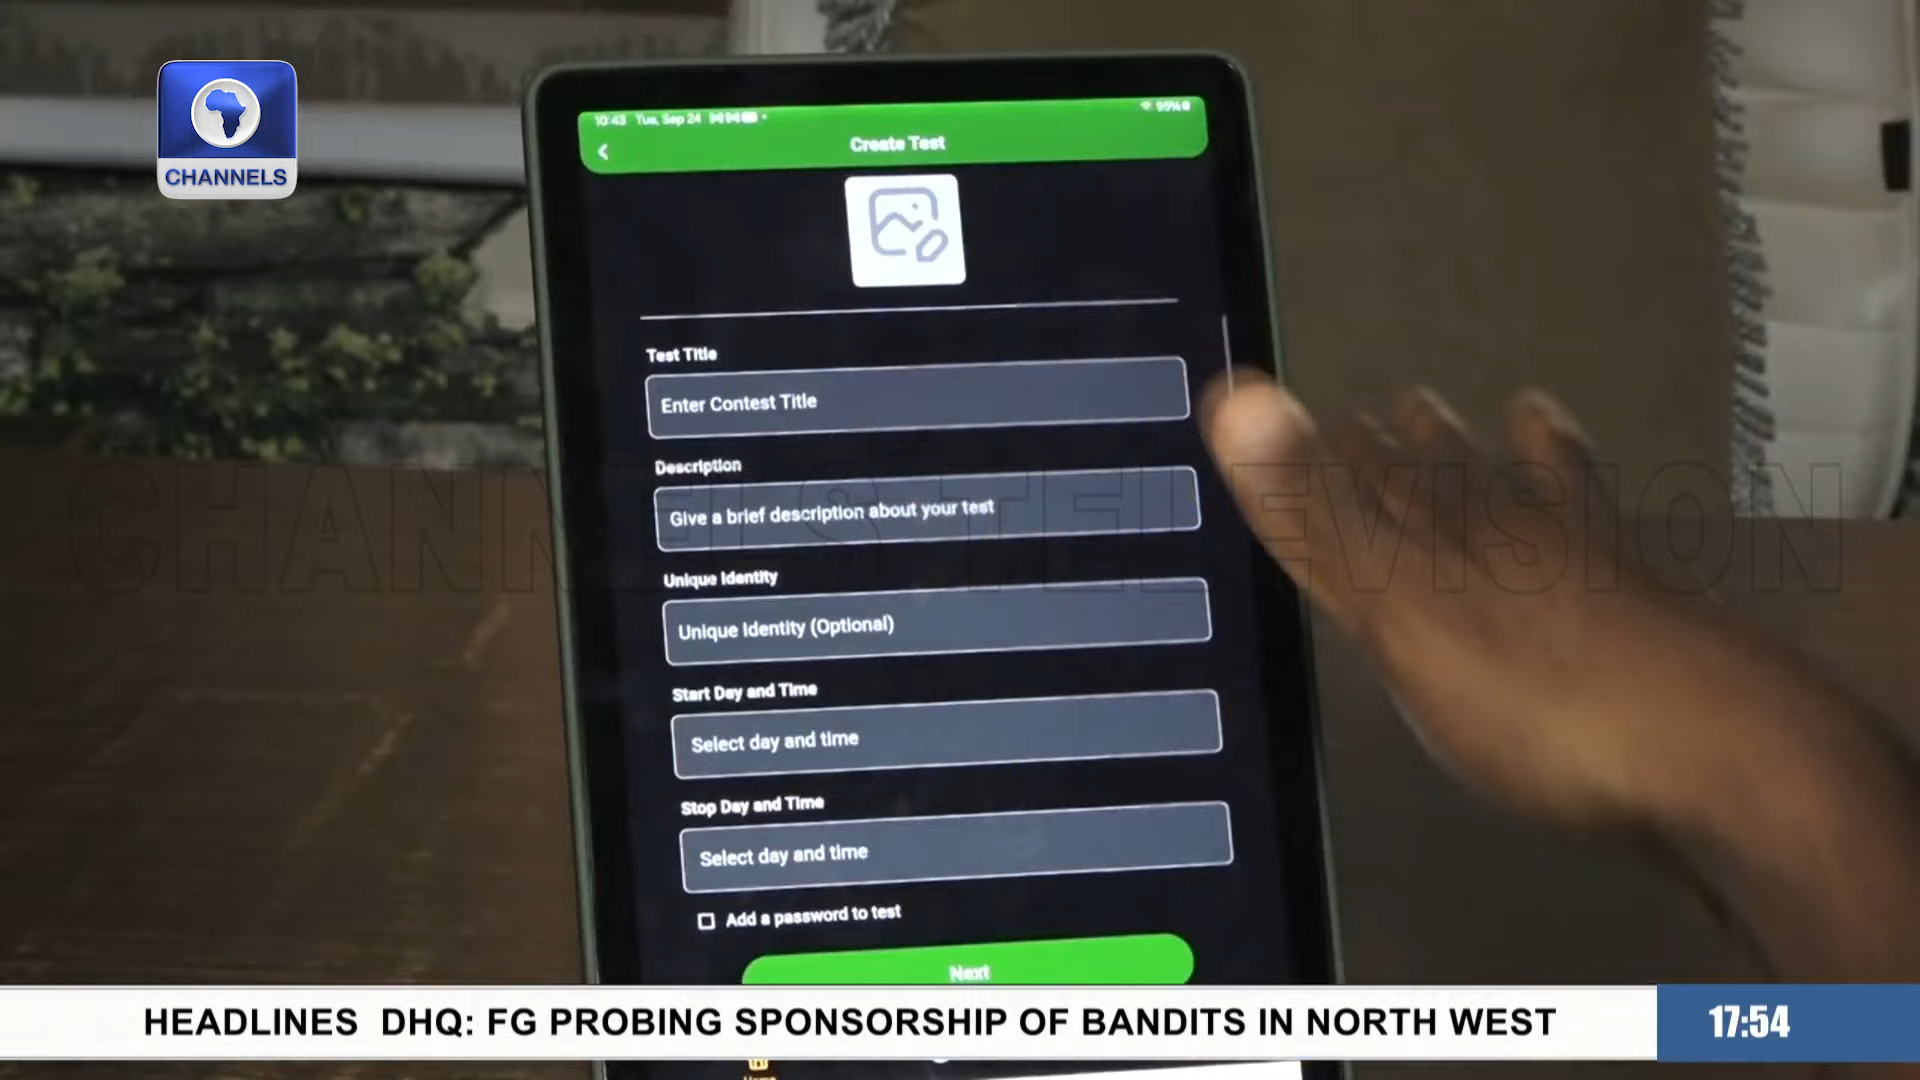 CHANNELS
10:43 Tue, Sep 24
99%
Create Test
Test Title
Enter Contest Title
Description
Give a brief description about your test
Unique Identity
Unique Identity (Optional)
Start Day and Time
Select day and time
Stop Day and Time
Select day and time
Add a password to test
Next
CHANNELS TELEVISION
HEADLINES DHQ: FG PROBING SPONSORSHIP OF BANDITS IN NORTH WEST
17:54